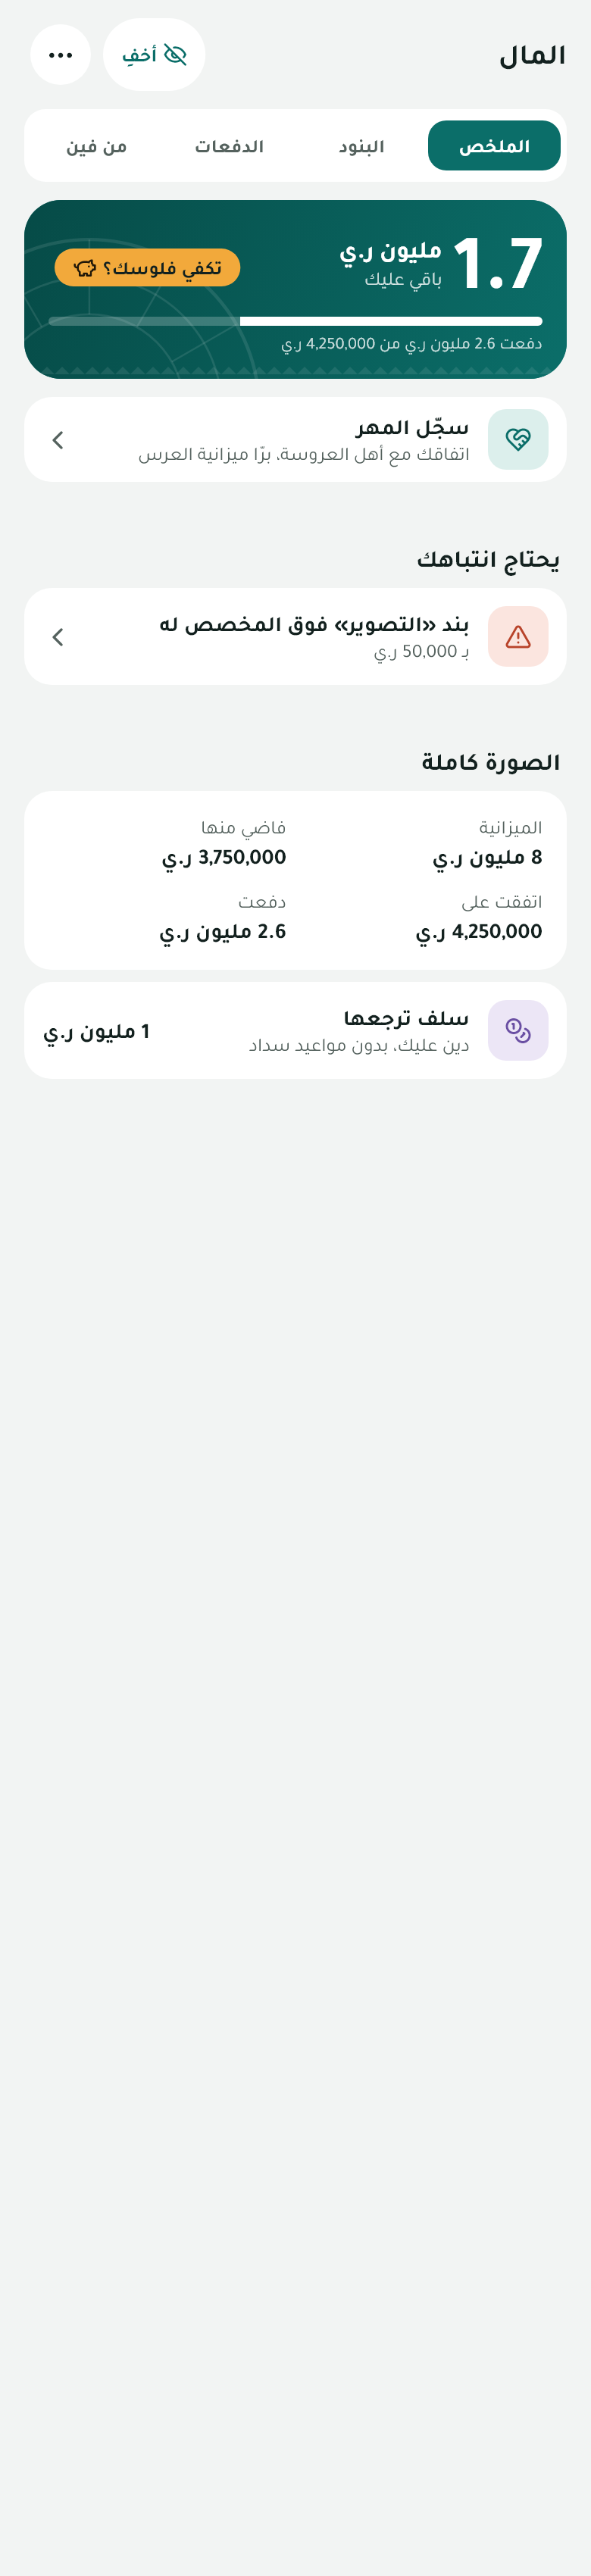 المال
أخفِ
الملخص
البنود
الدفعات
من فين
1.7 مليون ر.ي
باقي عليك
تكفي فلوسك؟
دفعت 2.6 مليون ر.ي من 4,250,000 ر.ي
سجّل المهر
اتفاقك مع أهل العروسة، برّا ميزانية العرس
يحتاج انتباهك
بند «التصوير» فوق المخصص له
بـ 50,000 ر.ي
الصورة كاملة
الميزانية
8 مليون ر.ي
فاضي منها
3,750,000 ر.ي
اتفقت على
4,250,000 ر.ي
دفعت
2.6 مليون ر.ي
سلف ترجعها
دين عليك، بدون مواعيد سداد
1 مليون ر.ي